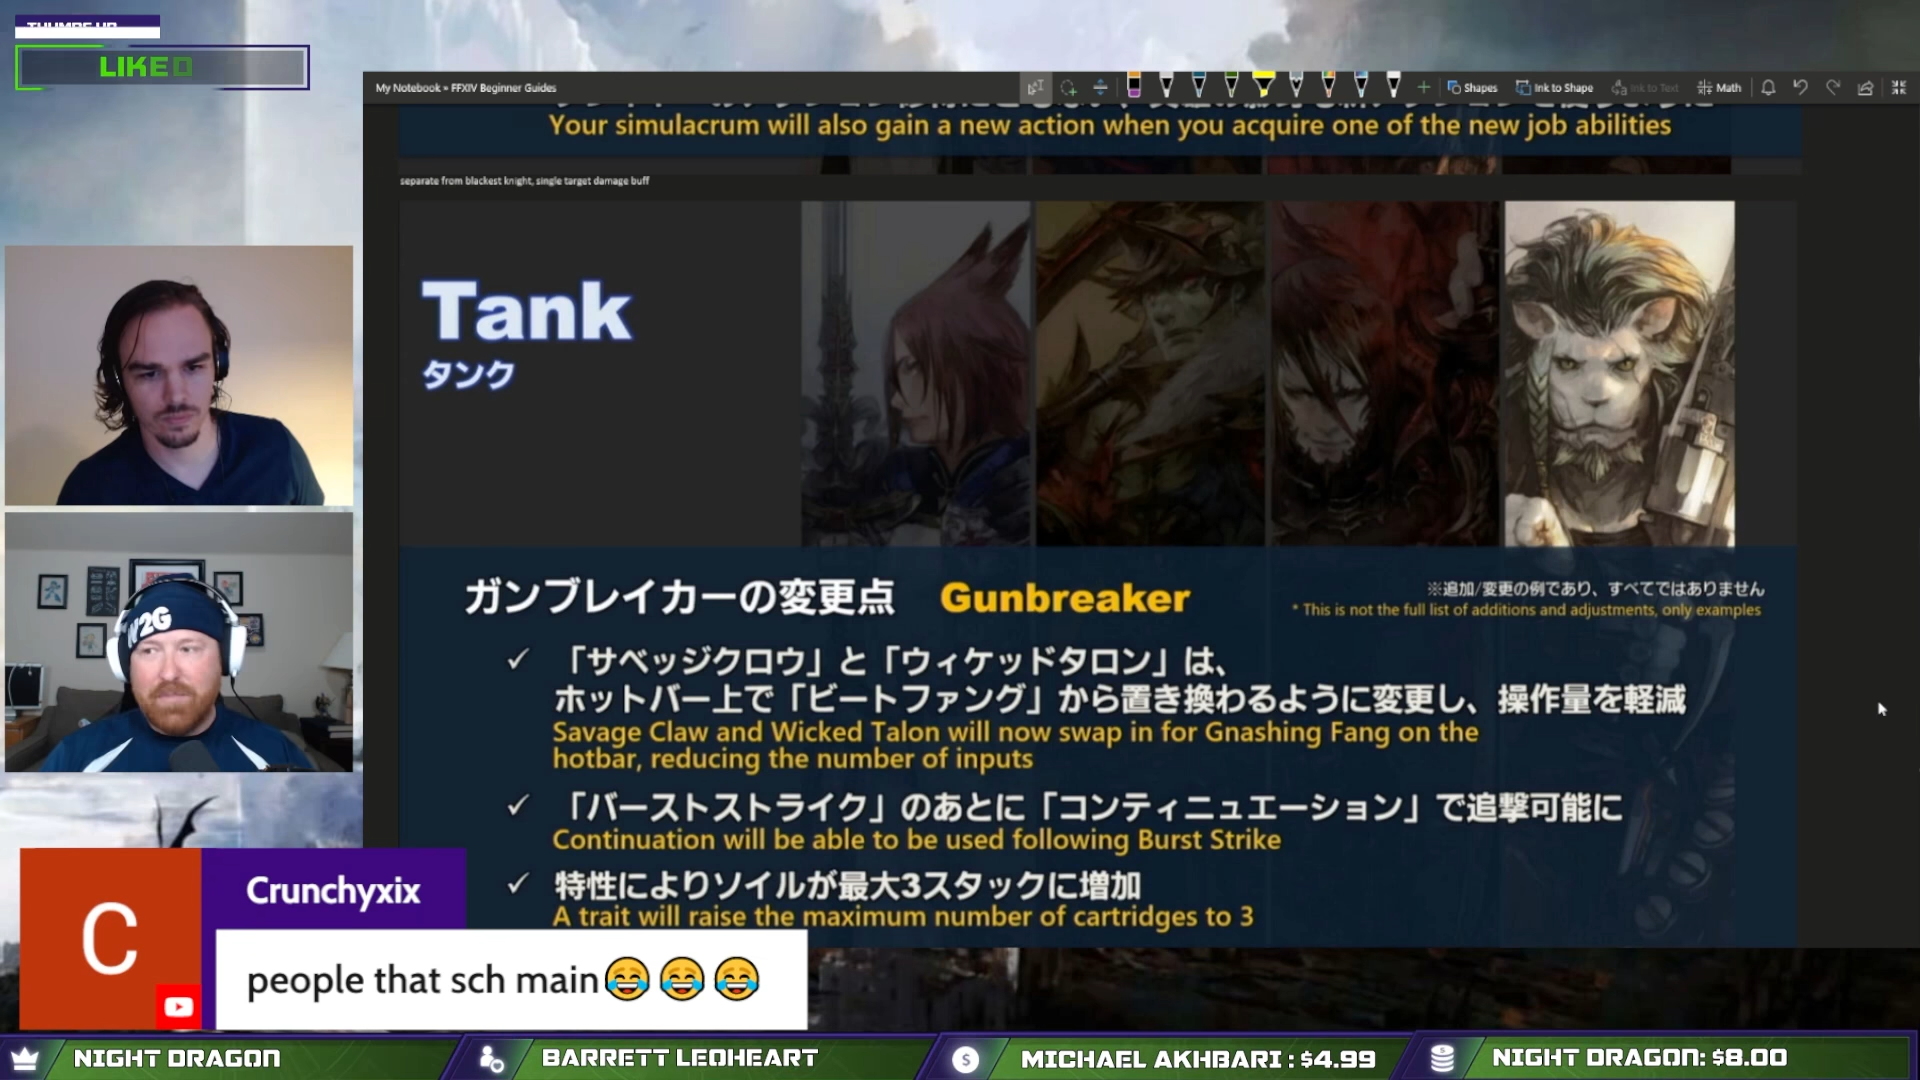 LIKED
My Notebook » FFXIV Beginner Guides
Shapes
Ink to Shape
Ink to Text
Math
Your simulacrum will also gain a new action when you acquire one of the new job abilities
separate from blackest knight, single target damage buff
Tank
タンク
ガンブレイカーの変更点 Gunbreaker
※追加/変更の例であり、すべてではありません
* This is not the full list of additions and adjustments, only examples
✓ 「サベッジクロウ」と「ウィケッドタロン」は、
ホットバー上で「ビートファング」から置き換わるように変更し、操作量を軽減
Savage Claw and Wicked Talon will now swap in for Gnashing Fang on the
hotbar, reducing the number of inputs
✓ 「バーストストライク」のあとに「コンティニュエーション」で追撃可能に
Continuation will be able to be used following Burst Strike
✓ 特性によりソイルが最大3スタックに増加
A trait will raise the maximum number of cartridges to 3
W2G
C
Crunchyxix
people that sch main😂😂😂
NIGHT DRAGON
BARRETT LEOHEART
MICHAEL AKHBARI : $4.99
NIGHT DRAGON: $8.00